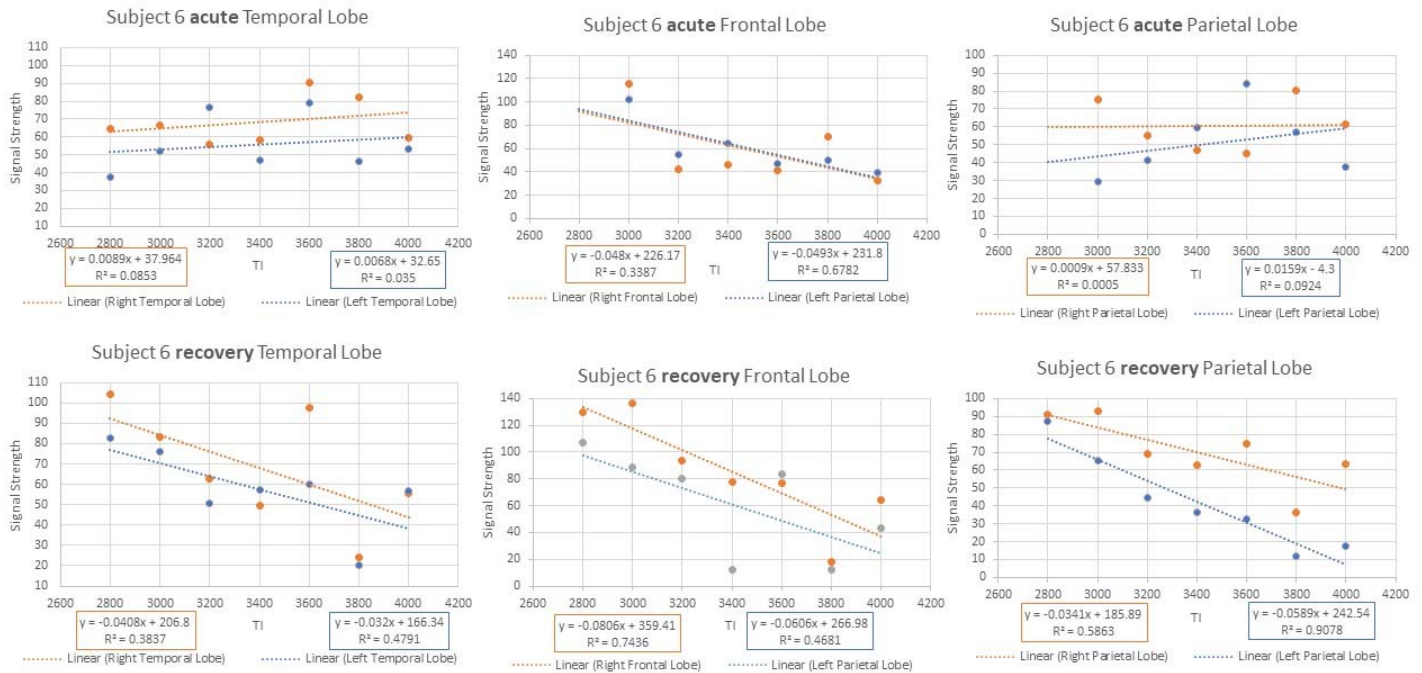 Subject 6 acute Temporal Lobe
110
100
90
80
70
60
50
40
30
20
10
Signal Strength
2600 2800 3000 3200 3400 3600 3800 4000 4200
TI
y = 0.0089x + 37.964
R² = 0.0853
y = 0.0068x + 32.65
R² = 0.035
Linear (Right Temporal Lobe)
Linear (Left Temporal Lobe)
Subject 6 acute Frontal Lobe
140
120
100
80
60
40
20
0
Signal Strength
2600 2800 3000 3200 3400 3600 3800 4000 4200
TI
y = -0.048x + 226.17
R² = 0.3387
y = -0.0493x + 231.8
R² = 0.6782
Linear (Right Frontal Lobe)
Linear (Left Parietal Lobe)
Subject 6 acute Parietal Lobe
100
90
80
70
60
50
40
30
20
10
0
Signal Strength
2600 2800 3000 3200 3400 3600 3800 4000 4200
TI
y = 0.0009x + 57.833
R² = 0.0005
y = 0.0159x - 4.3
R² = 0.0924
Linear (Right Parietal Lobe)
Linear (Left Parietal Lobe)
Subject 6 recovery Temporal Lobe
110
100
90
80
70
60
50
40
30
20
10
Signal Strength
2600 2800 3000 3200 3400 3600 3800 4000 4200
TI
y = -0.0408x + 206.8
R² = 0.3837
y = -0.032x + 166.34
R² = 0.4791
Linear (Right Temporal Lobe)
Linear (Left Temporal Lobe)
Subject 6 recovery Frontal Lobe
140
120
100
80
60
40
20
0
Signal Strength
2600 2800 3000 3200 3400 3600 3800 4000 4200
TI
y = -0.0806x + 359.41
R² = 0.7436
y = -0.0606x + 266.98
R² = 0.4681
Linear (Right Frontal Lobe)
Linear (Left Parietal Lobe)
Subject 6 recovery Parietal Lobe
100
90
80
70
60
50
40
30
20
10
0
Signal Strength
2600 2800 3000 3200 3400 3600 3800 4000 4200
TI
y = -0.0341x + 185.89
R² = 0.5863
y = -0.0589x + 242.54
R² = 0.9078
Linear (Right Parietal Lobe)
Linear (Left Parietal Lobe)